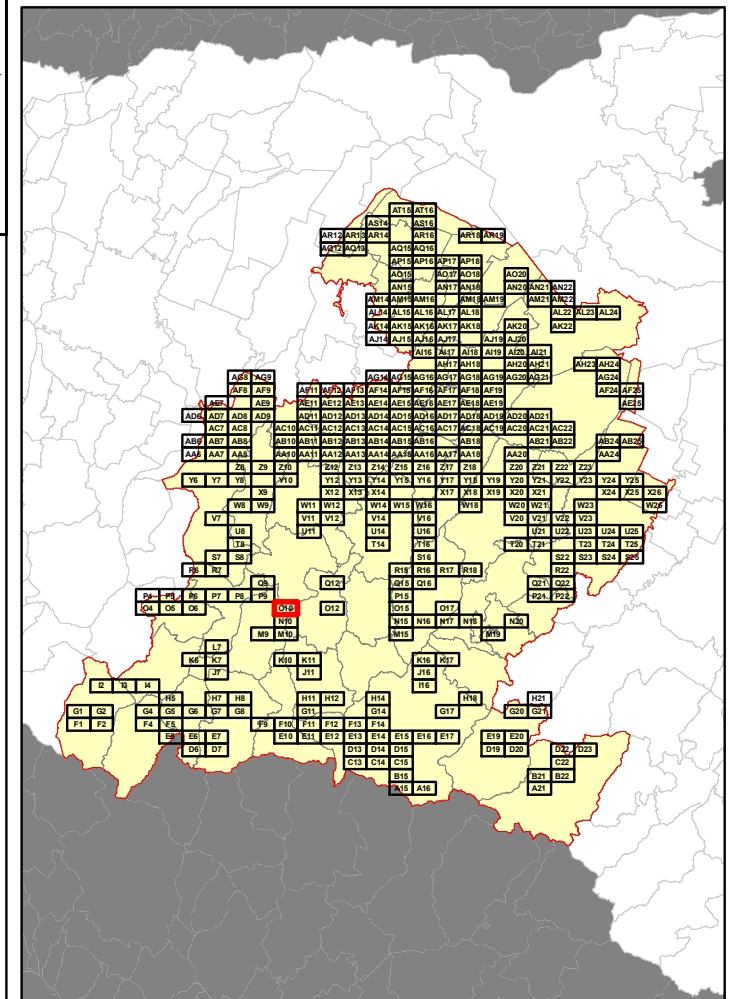 AT15 AT16
AS14 AS16
AR12 AR13 AR14 AR16 AR18 AR19
AQ12 AQ13 AQ15 AQ16
AP15 AP16 AP17 AP18
AO15 AO17 AO18 AO20
AN15 AN17 AN18 AN20 AN21 AN22
AM14 AM15 AM16 AM18 AM19 AM21 AM22
AL14 AL15 AL16 AL17 AL18 AL22 AL23 AL24
AK14 AK15 AK16 AK17 AK18 AK20 AK22
AJ14 AJ15 AJ16 AJ17 AJ19 AJ20
AI16 AI17 AI18 AI19 AI20 AI21
AH17 AH18 AH20 AH21 AH23 AH24
AG8 AG9 AG14 AG15 AG16 AG17 AG18 AG19 AG20 AG21 AG24
AF8 AF9 AF11 AF12 AF13 AF14 AF15 AF16 AF17 AF18 AF19 AF24 AF25
AE7 AE9 AE11 AE12 AE13 AE14 AE15 AE16 AE17 AE18 AE19 AE25
AD6 AD7 AD8 AD9 AD11 AD12 AD13 AD14 AD15 AD16 AD17 AD18 AD19 AD20 AD21
AC7 AC8 AC10 AC11 AC12 AC13 AC14 AC15 AC16 AC17 AC18 AC19 AC20 AC21 AC22
AB6 AB7 AB8 AB10 AB11 AB12 AB13 AB14 AB15 AB16 AB18 AB21 AB22 AB24 AB25
AA6 AA7 AA8 AA10 AA11 AA12 AA13 AA14 AA15 AA16 AA17 AA18 AA20 AA24
Z8 Z9 Z10 Z12 Z13 Z14 Z15 Z16 Z17 Z18 Z20 Z21 Z22 Z23
Y6 Y7 Y8 Y10 Y12 Y13 Y14 Y15 Y16 Y17 Y18 Y19 Y20 Y21 Y22 Y23 Y24 Y25
X9 X12 X13 X14 X17 X18 X19 X20 X21 X24 X25 X26
W8 W9 W11 W12 W14 W15 W16 W18 W20 W21 W23 W26
V7 V11 V12 V14 V16 V20 V21 V22 V23
U8 U11 U14 U16 U21 U22 U23 U24 U25
T8 T14 T16 T20 T21 T23 T24 T25
S7 S8 S16 S22 S23 S24 S25
R6 R7 R15 R16 R17 R18 R22
Q9 Q12 Q15 Q16 Q21 Q22
P4 P5 P6 P7 P8 P9 P15 P21 P22
O4 O5 O6 O10 O12 O15 O17
N10 N15 N16 N17 N18 N20
M9 M10 M15 M19
L7
K6 K7 K10 K11 K16 K17
J7 J11 J16
I2 I3 I4 I16
H5 H7 H8 H11 H12 H14 H18 H21
G1 G2 G4 G5 G6 G7 G8 G11 G14 G17 G20 G21
F1 F2 F4 F5 F9 F10 F11 F12 F13 F14
E5 E6 E7 E10 E11 E12 E13 E14 E15 E16 E17 E19 E20
D6 D7 D13 D14 D15 D19 D20 D22 D23
C13 C14 C15 C22
B15 B21 B22
A15 A16 A21